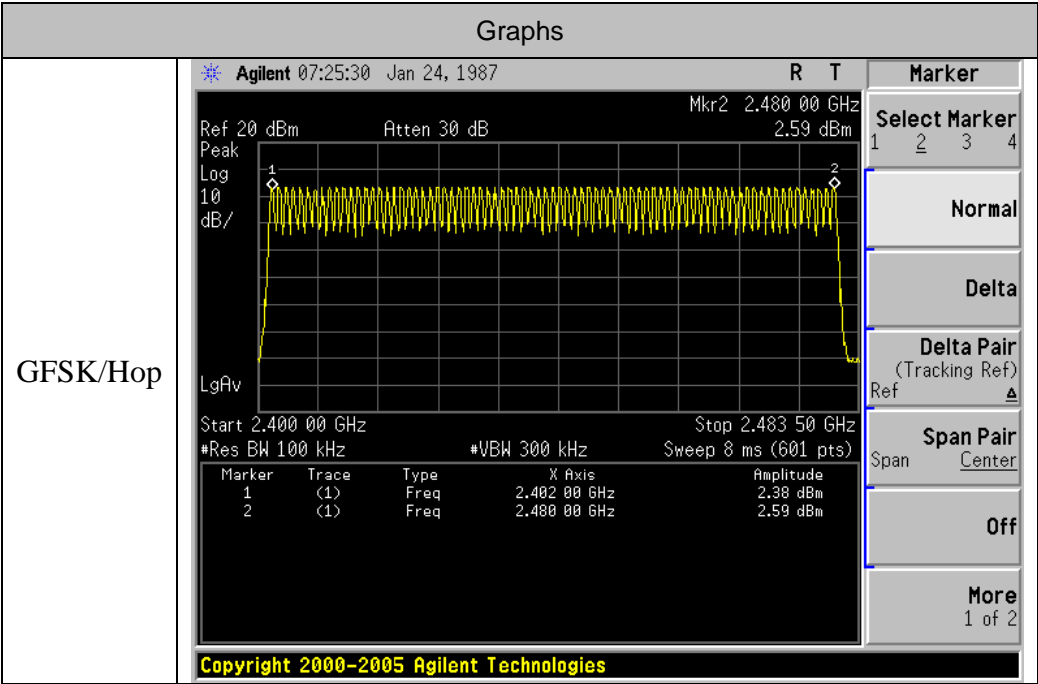 Graphs
GFSK/Hop
Agilent 07:25:30 Jan 24, 1987 R T
Mkr2 2.480 00 GHz
Ref 20 dBm Atten 30 dB 2.59 dBm
Peak
Log
10
dB/
1
2
LgAv
Start 2.400 00 GHz Stop 2.483 50 GHz
#Res BW 100 kHz #VBW 300 kHz Sweep 8 ms (601 pts)
Marker Trace Type X Axis Amplitude
1 (1) Freq 2.402 00 GHz 2.38 dBm
2 (1) Freq 2.480 00 GHz 2.59 dBm
Copyright 2000-2005 Agilent Technologies
Marker
Select Marker
1 2 3 4
Normal
Delta
Delta Pair
(Tracking Ref)
Ref Δ
Span Pair
Span Center
Off
More
1 of 2